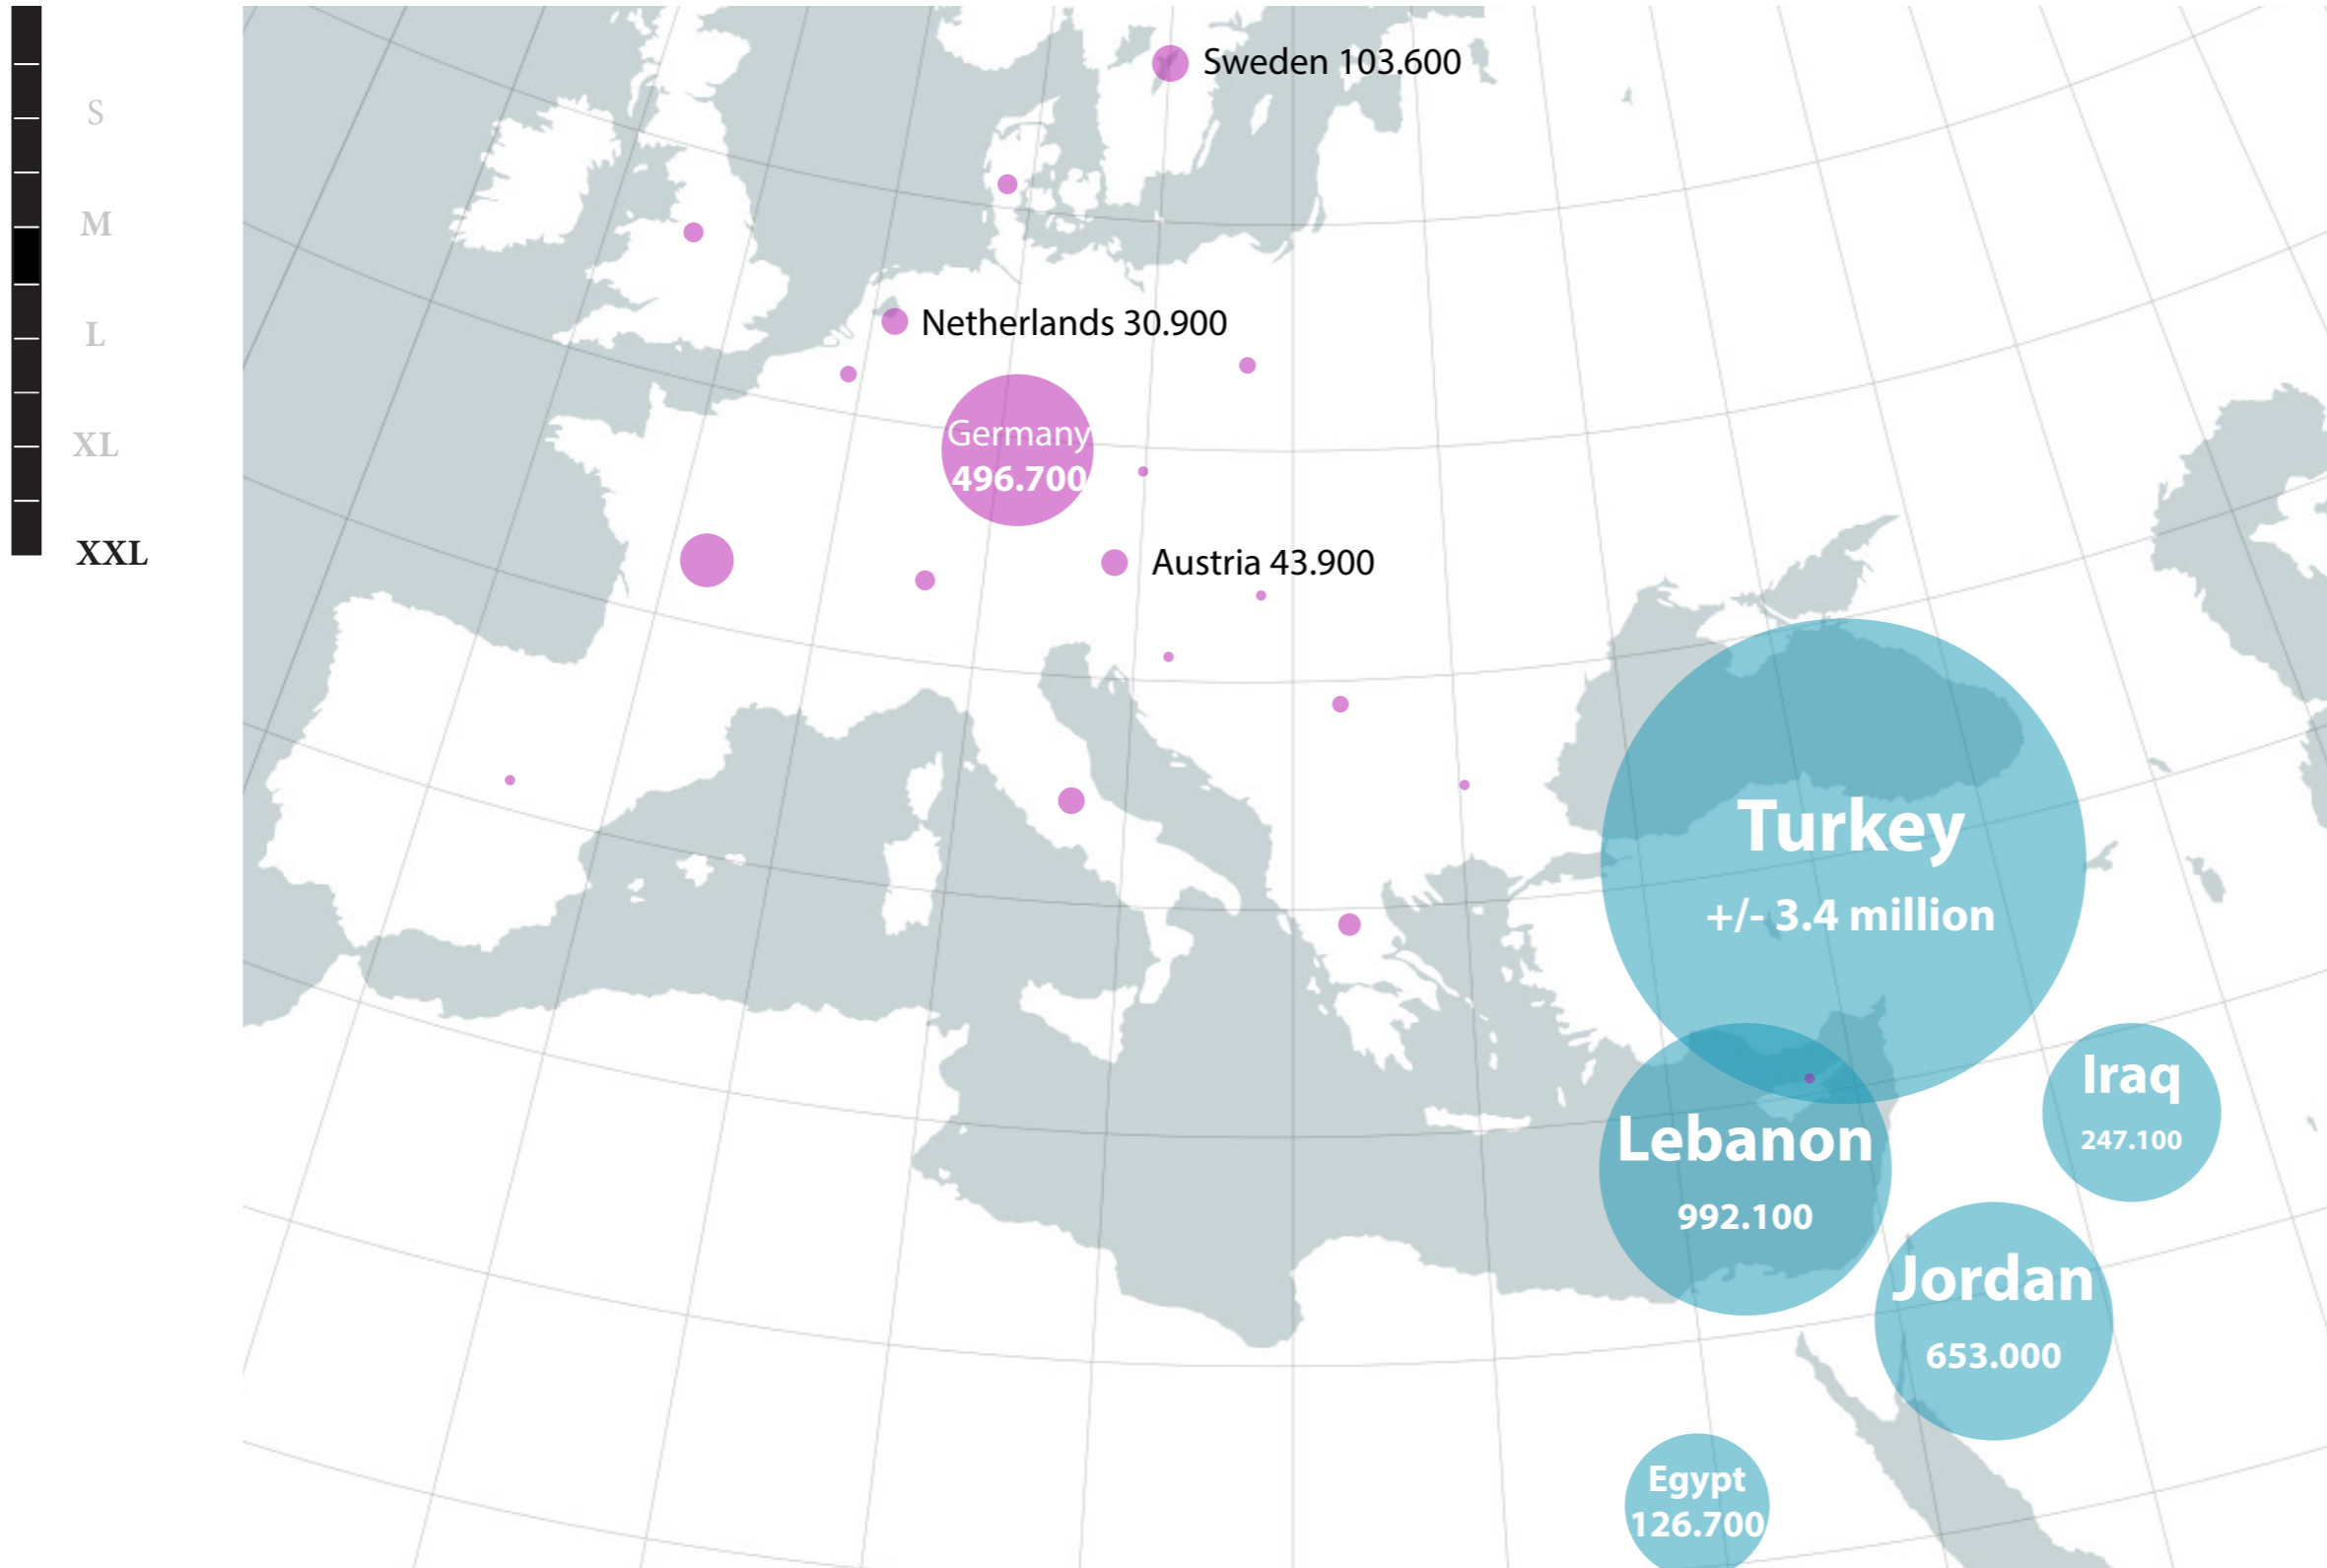 S
M
L
XL
XXL
Sweden 103.600
Netherlands 30.900
Germany
496.700
Austria 43.900
Turkey
+/- 3.4 million
Lebanon
992.100
Iraq
247.100
Jordan
653.000
Egypt
126.700